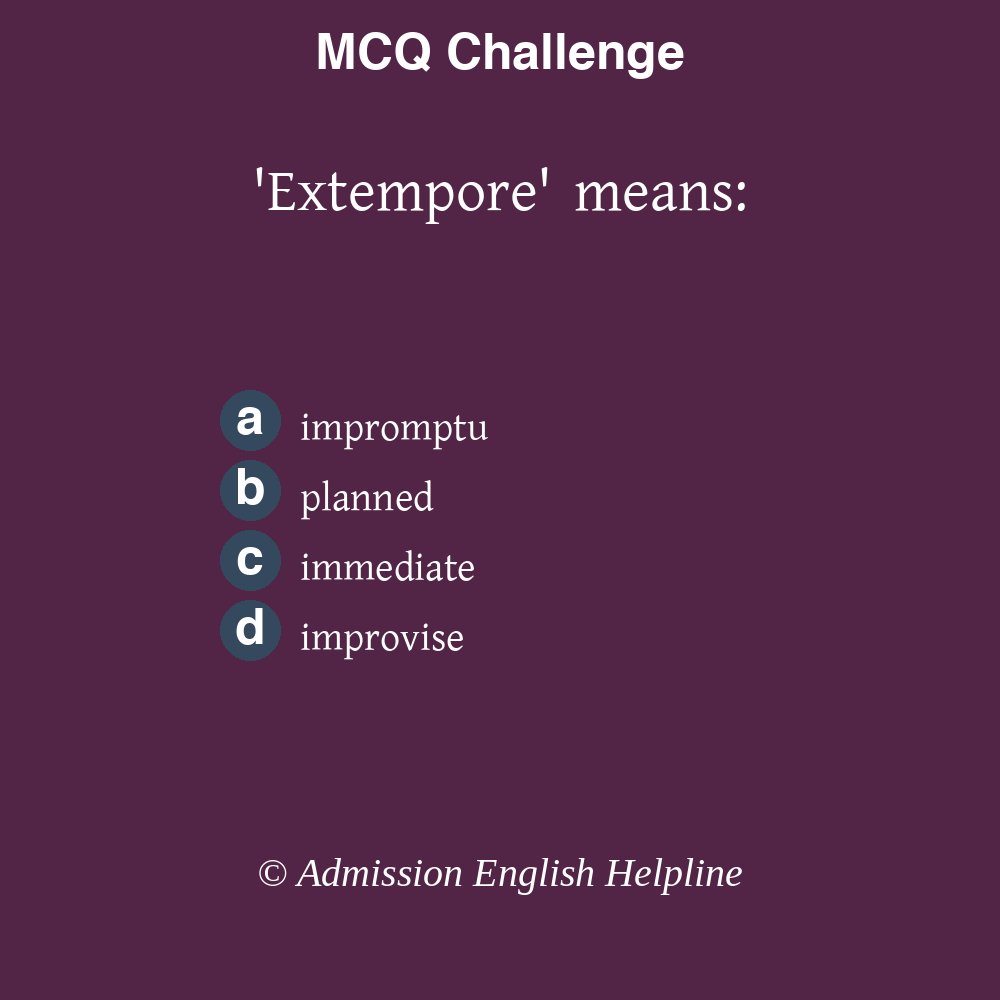 MCQ Challenge
'Extempore' means:
a impromptu
b planned
c immediate
d improvise
© Admission English Helpline